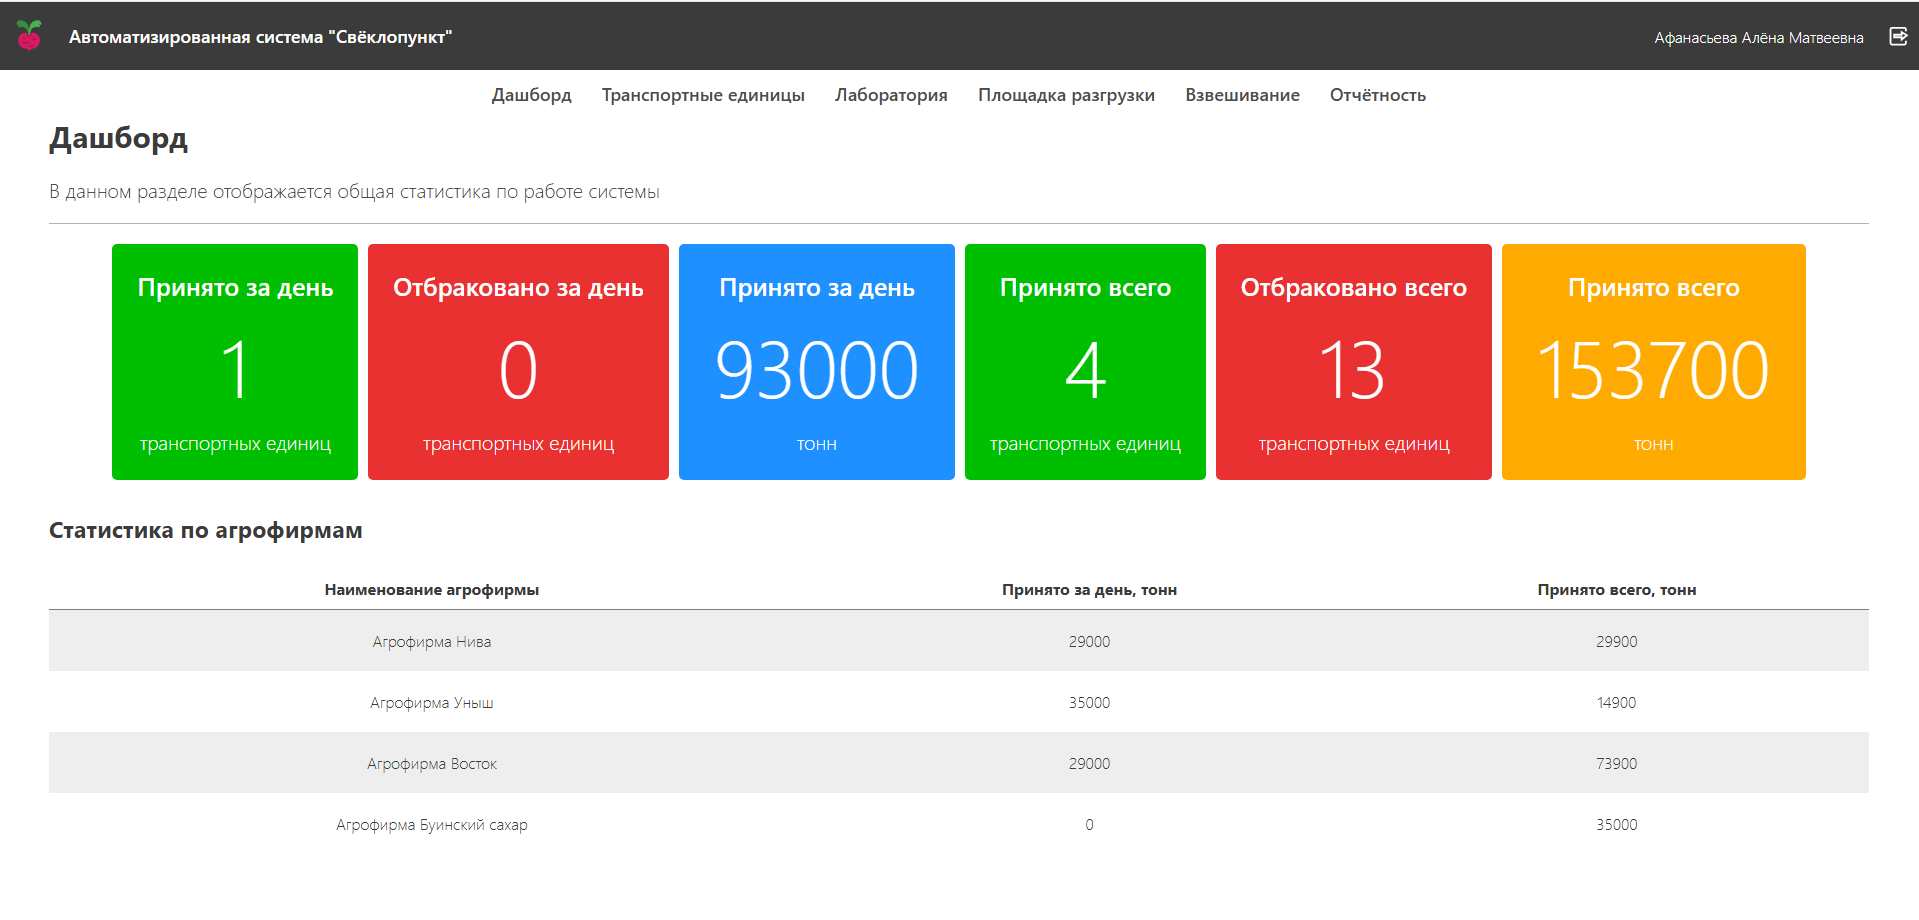 Автоматизированная система "Свёклопункт"
Афанасьева Алёна Матвеевна
Дашборд Транспортные единицы Лаборатория Площадка разгрузки Взвешивание Отчётность
Дашборд
В данном разделе отображается общая статистика по работе системы
Принято за день
1
транспортных единиц
Отбраковано за день
0
транспортных единиц
Принято за день
93000
тонн
Принято всего
4
транспортных единиц
Отбраковано всего
13
транспортных единиц
Принято всего
153700
тонн
Статистика по агрофирмам
Наименование агрофирмы Принято за день, тонн Принято всего, тонн
Агрофирма Нива 29000 29900
Агрофирма Уныш 35000 14900
Агрофирма Восток 29000 73900
Агрофирма Буинский сахар 0 35000